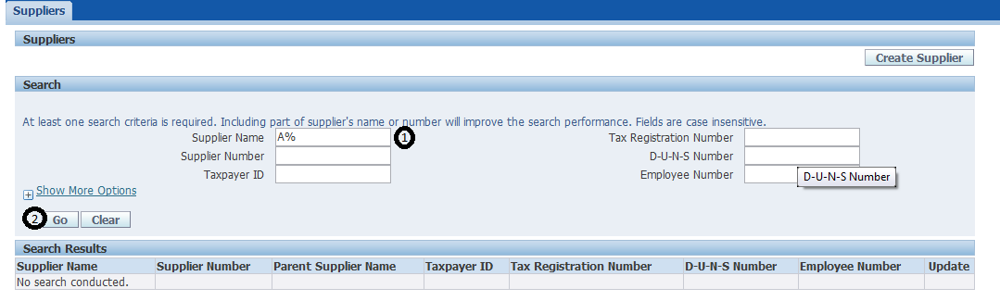 Suppliers
Suppliers
Create Supplier
Search
At least one search criteria is required. Including part of supplier's name or number will improve the search performance. Fields are case insensitive.
Supplier Name A% 1 Tax Registration Number
Supplier Number D-U-N-S Number
Taxpayer ID Employee Number D-U-N-S Number
+ Show More Options
2 Go Clear
Search Results
Supplier Name Supplier Number Parent Supplier Name Taxpayer ID Tax Registration Number D-U-N-S Number Employee Number Update
No search conducted.